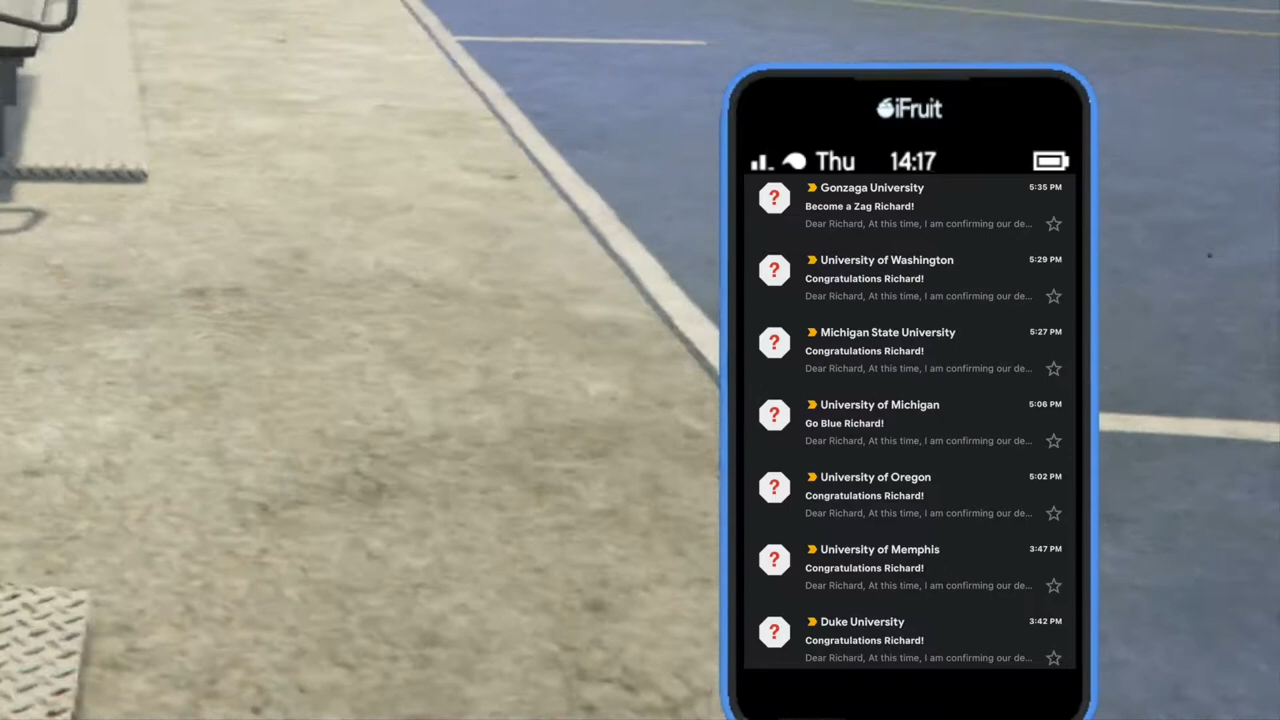 iFruit
Thu 14:17
Gonzaga University 5:35 PM
Become a Zag Richard!
Dear Richard, At this time, I am confirming our de...
University of Washington 5:29 PM
Congratulations Richard!
Dear Richard, At this time, I am confirming our de...
Michigan State University 5:27 PM
Congratulations Richard!
Dear Richard, At this time, I am confirming our de...
University of Michigan 5:06 PM
Go Blue Richard!
Dear Richard, At this time, I am confirming our de...
University of Oregon 5:02 PM
Congratulations Richard!
Dear Richard, At this time, I am confirming our de...
University of Memphis 3:47 PM
Congratulations Richard!
Dear Richard, At this time, I am confirming our de...
Duke University 3:42 PM
Congratulations Richard!
Dear Richard, At this time, I am confirming our de...